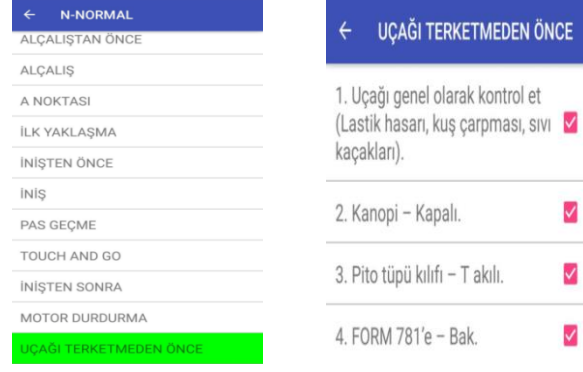 ← N-NORMAL
ALÇALIŞTAN ÖNCE
ALÇALIŞ
A NOKTASI
İLK YAKLAŞMA
İNİŞTEN ÖNCE
İNİŞ
PAS GEÇME
TOUCH AND GO
İNİŞTEN SONRA
MOTOR DURDURMA
UÇAĞI TERKETMEDEN ÖNCE
← UÇAĞI TERKETMEDEN ÖNCE
1. Uçağı genel olarak kontrol et
(Lastik hasarı, kuş çarpması, sıvı
kaçakları).
2. Kanopi – Kapalı.
3. Pito tüpü kılıfı – T akılı.
4. FORM 781'e – Bak.